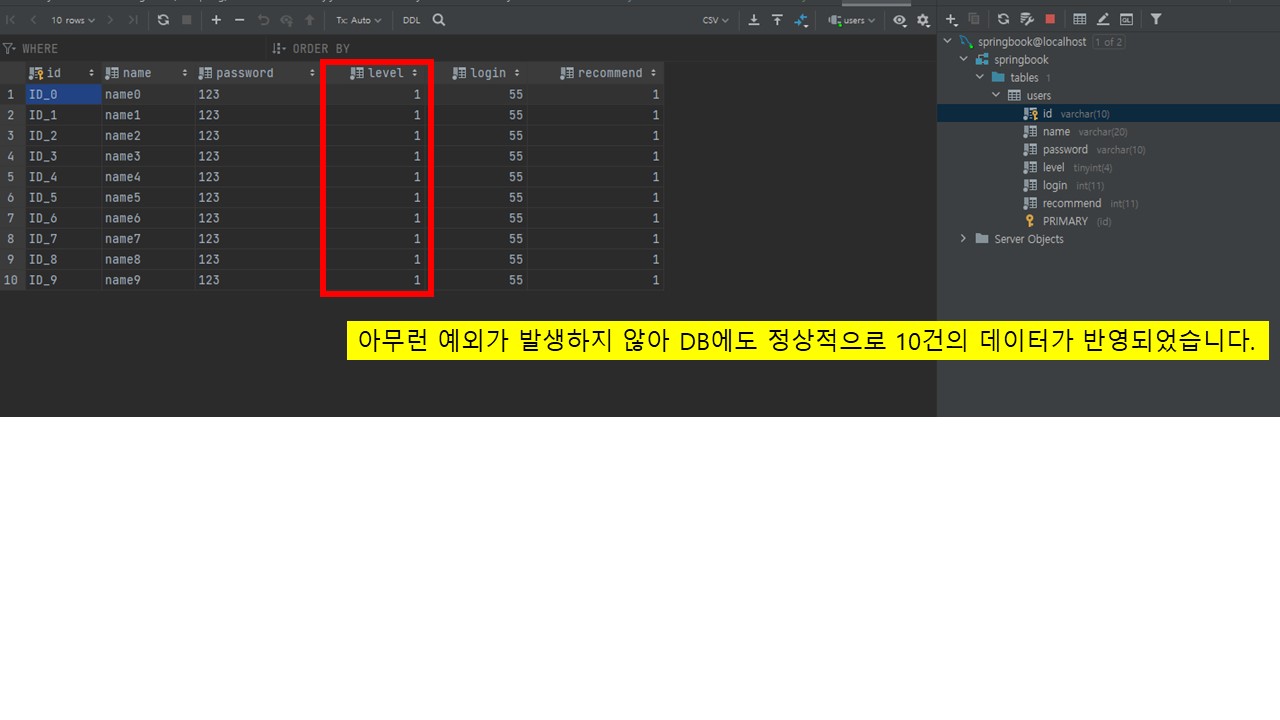 10 rows Tx: Auto DDL CSV users
WHERE ORDER BY
id name password level login recommend
1 ID_0 name0 123 1 55 1
2 ID_1 name1 123 1 55 1
3 ID_2 name2 123 1 55 1
4 ID_3 name3 123 1 55 1
5 ID_4 name4 123 1 55 1
6 ID_5 name5 123 1 55 1
7 ID_6 name6 123 1 55 1
8 ID_7 name7 123 1 55 1
9 ID_8 name8 123 1 55 1
10 ID_9 name9 123 1 55 1
아무런 예외가 발생하지 않아 DB에도 정상적으로 10건의 데이터가 반영되었습니다.
springbook@localhost 1 of 2
springbook
tables 1
users
id varchar(10)
name varchar(20)
password varchar(10)
level tinyint(4)
login int(11)
recommend int(11)
PRIMARY (id)
Server Objects